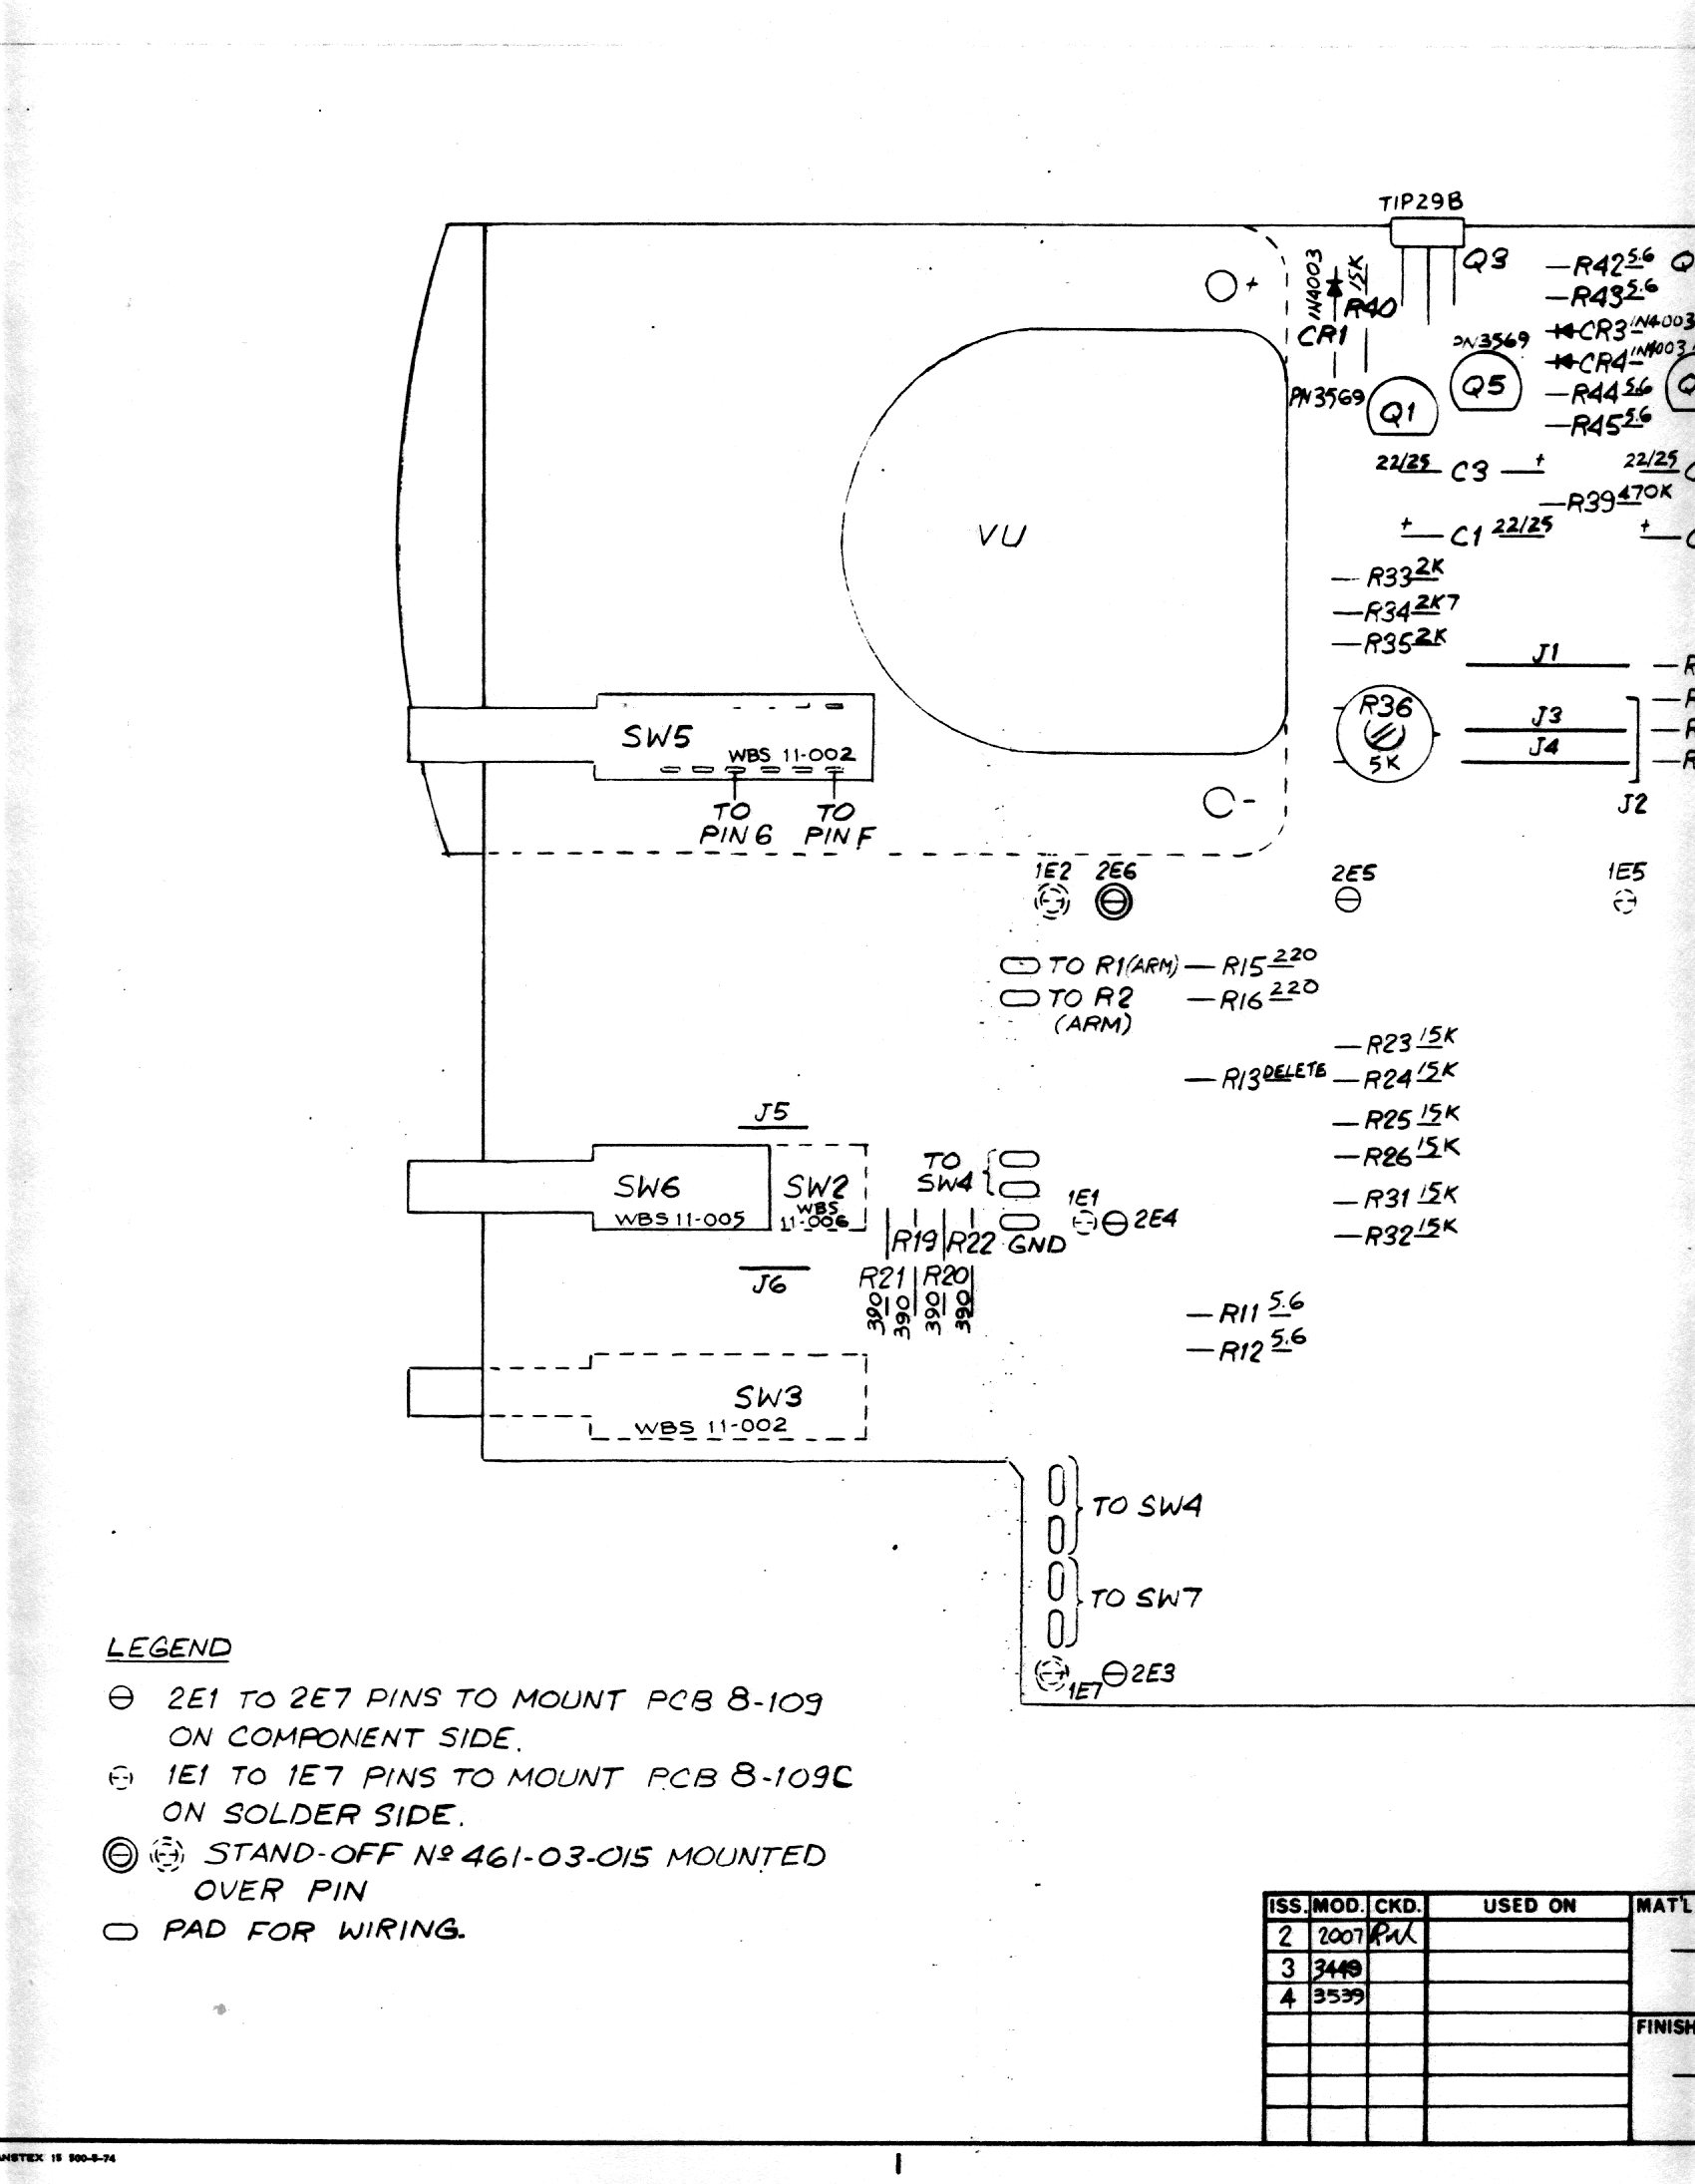 TIP29B
Q3
1N4003
15K
R40
CR1
R42 5.6
R43 5.6
CR3 1N4003
CR4 1N4003
R44 5.6
R45 5.6
PN3569
Q5
PN3569
Q1
22/25 C3 +
22/25
R39 470K
+ C1 22/25
+
VU
+
-
R33 2K
R34 2K7
R35 2K
J1
R36
5K
J3
J4
J2
SW5
WBS 11-002
TO PIN 6
TO PIN F
1E2
2E6
2E5
1E5
TO R1 (ARM)
R15 220
TO R2
(ARM)
R16 220
R23 15K
R13 DELETE
R24 15K
R25 15K
R26 15K
R31 15K
R32 15K
J5
SW6
WBS 11-005
SW2
WBS
11-006
J6
TO
SW4
1E1
2E4
R19
R22
GND
R21
R20
390
390
390
390
R11 5.6
R12 5.6
SW3
WBS 11-002
TO SW4
TO SW7
1E7
2E3
LEGEND
2E1 TO 2E7 PINS TO MOUNT PCB 8-109
ON COMPONENT SIDE.
1E1 TO 1E7 PINS TO MOUNT PCB 8-109C
ON SOLDER SIDE.
STAND-OFF Nº 461-03-015 MOUNTED
OVER PIN
PAD FOR WIRING.
ISS. MOD. CKD. USED ON MAT'L
2 2007
3 3449
4 3539
FINISH
15 500-5-74
1